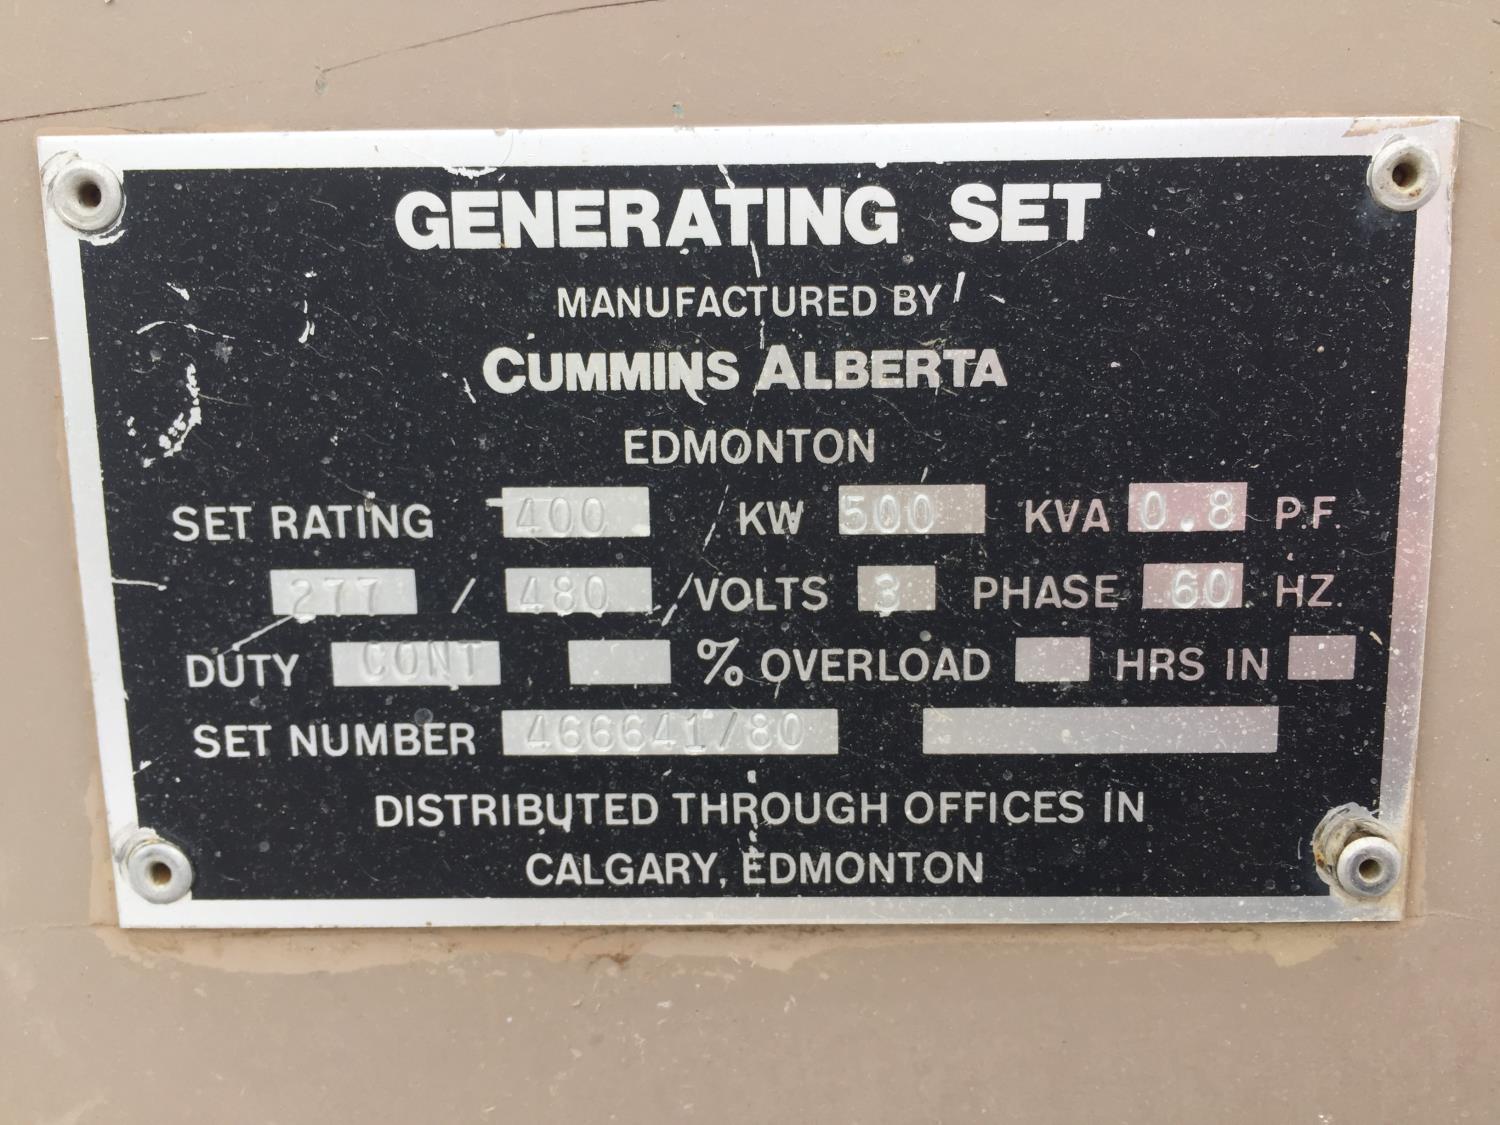 GENERATING SET
MANUFACTURED BY
CUMMINS ALBERTA
EDMONTON
SET RATING 400 KW 500 KVA 0.8 P.F.
277 / 480 VOLTS 3 PHASE 60 HZ.
DUTY CONT % OVERLOAD HRS IN
SET NUMBER 466641/80
DISTRIBUTED THROUGH OFFICES IN
CALGARY, EDMONTON